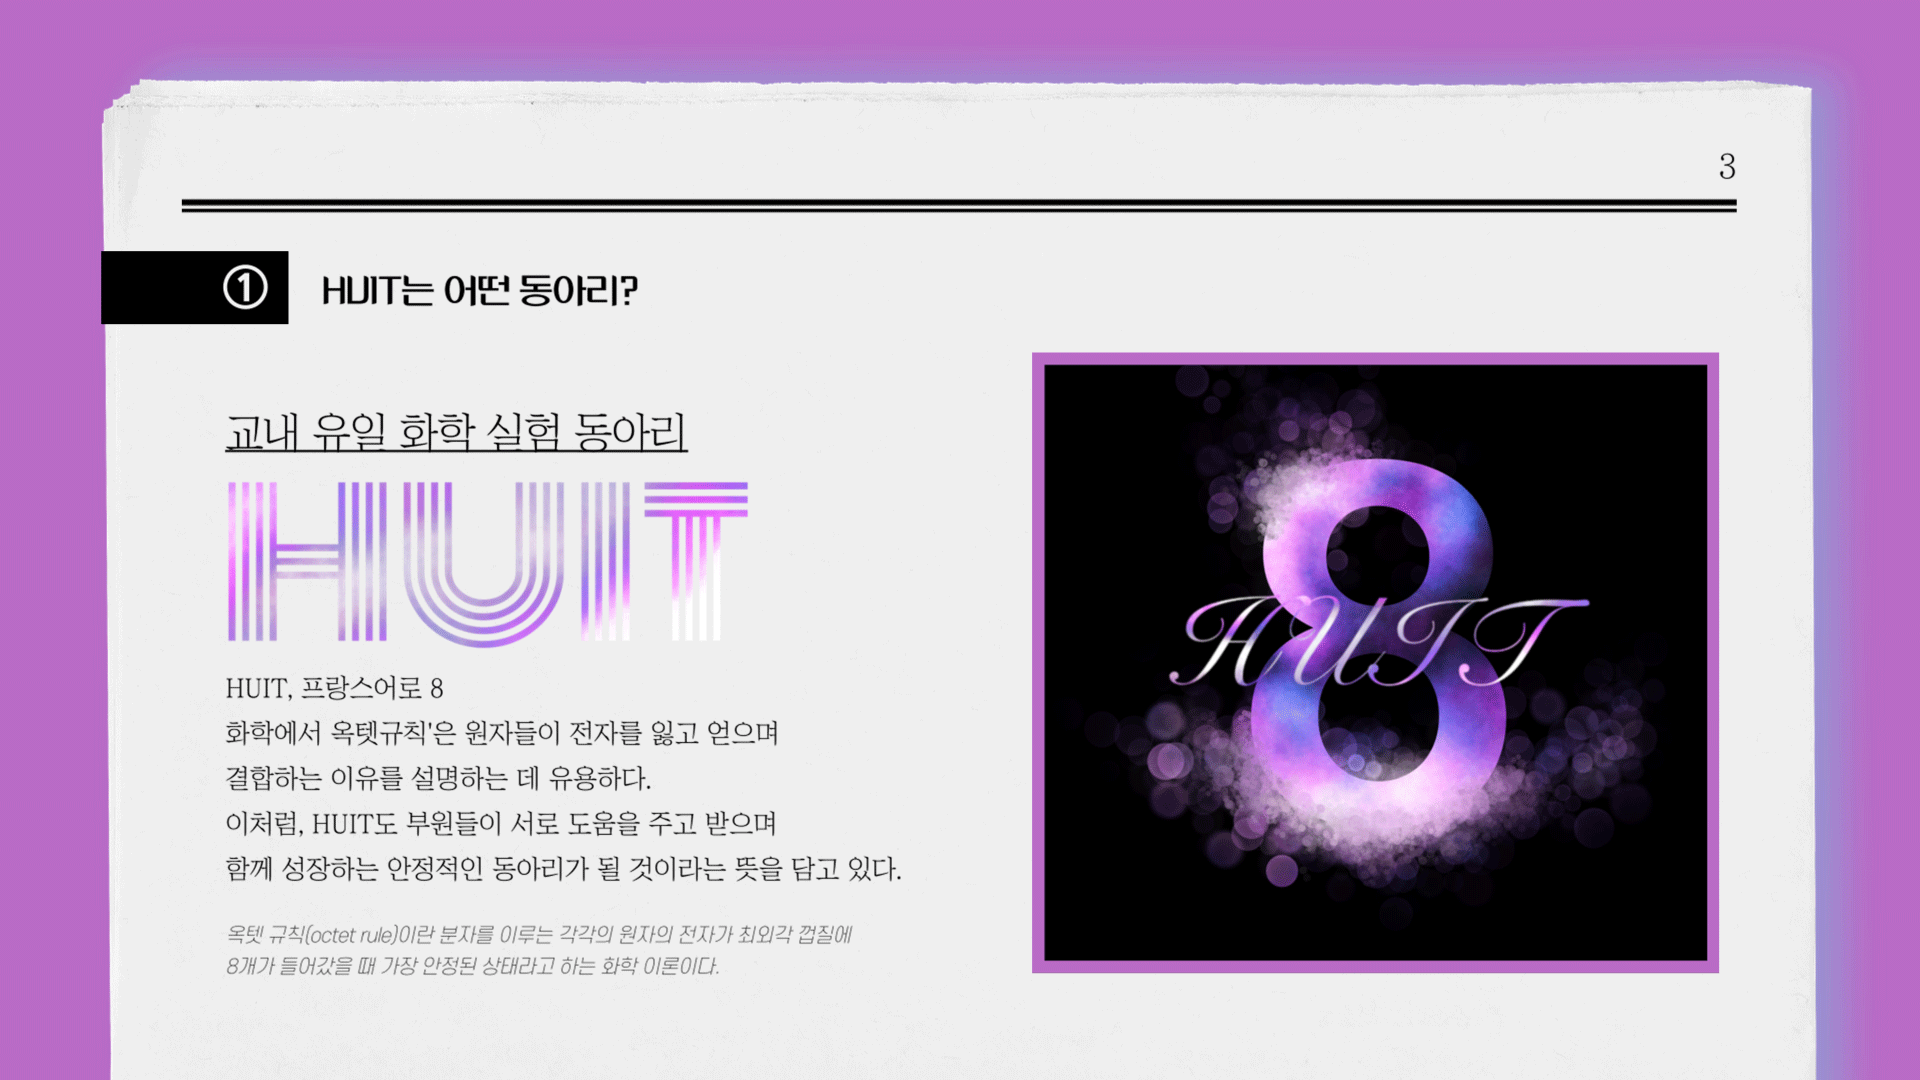 3
① HUIT는 어떤 동아리?
교내 유일 화학 실험 동아리
HUIT
HUIT, 프랑스어로 8
화학에서 옥텟규칙'은 원자들이 전자를 잃고 얻으며
결합하는 이유를 설명하는 데 유용하다.
이처럼, HUIT도 부원들이 서로 도움을 주고 받으며
함께 성장하는 안정적인 동아리가 될 것이라는 뜻을 담고 있다.
옥텟 규칙(octet rule)이란 분자를 이루는 각각의 원자의 전자가 최외각 껍질에
8개가 들어갔을 때 가장 안정된 상태라고 하는 화학 이론이다.
8
HUIT